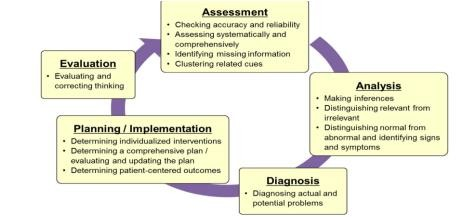 Assessment
• Checking accuracy and reliability
• Assessing systematically and
comprehensively
• Identifying missing information
• Clustering related cues
Analysis
• Making inferences
• Distinguishing relevant from
irrelevant
• Distinguishing normal from
abnormal and identifying signs
and symptoms
Diagnosis
• Diagnosing actual and
potential problems
Planning / Implementation
• Determining individualized interventions
• Determining a comprehensive plan /
evaluating and updating the plan
• Determining patient-centered outcomes
Evaluation
• Evaluating and
correcting thinking